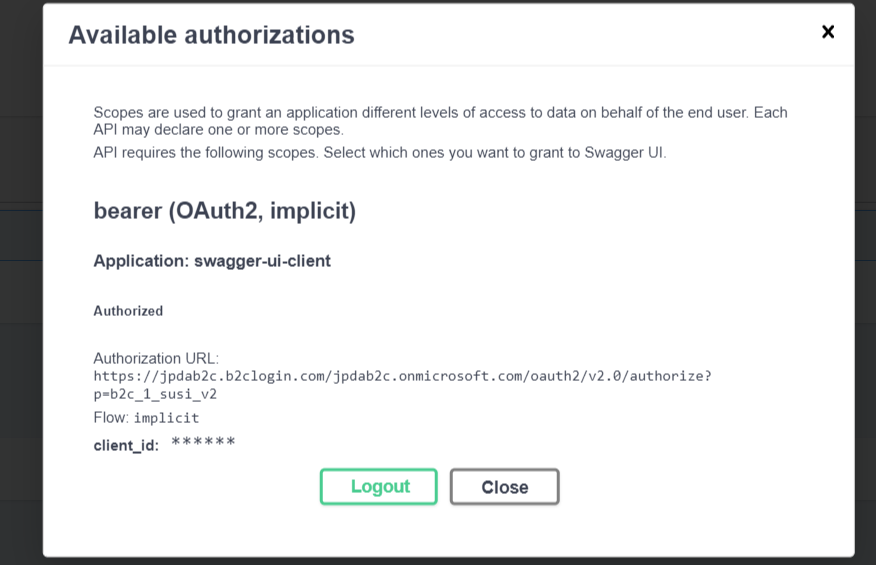 Available authorizations
×
Scopes are used to grant an application different levels of access to data on behalf of the end user. Each
API may declare one or more scopes.
API requires the following scopes. Select which ones you want to grant to Swagger UI.
bearer (OAuth2, implicit)
Application: swagger-ui-client
Authorized
Authorization URL:
https://jpdab2c.b2clogin.com/jpdab2c.onmicrosoft.com/oauth2/v2.0/authorize?
p=b2c_1_susi_v2
Flow: implicit
client_id: ******
Logout Close